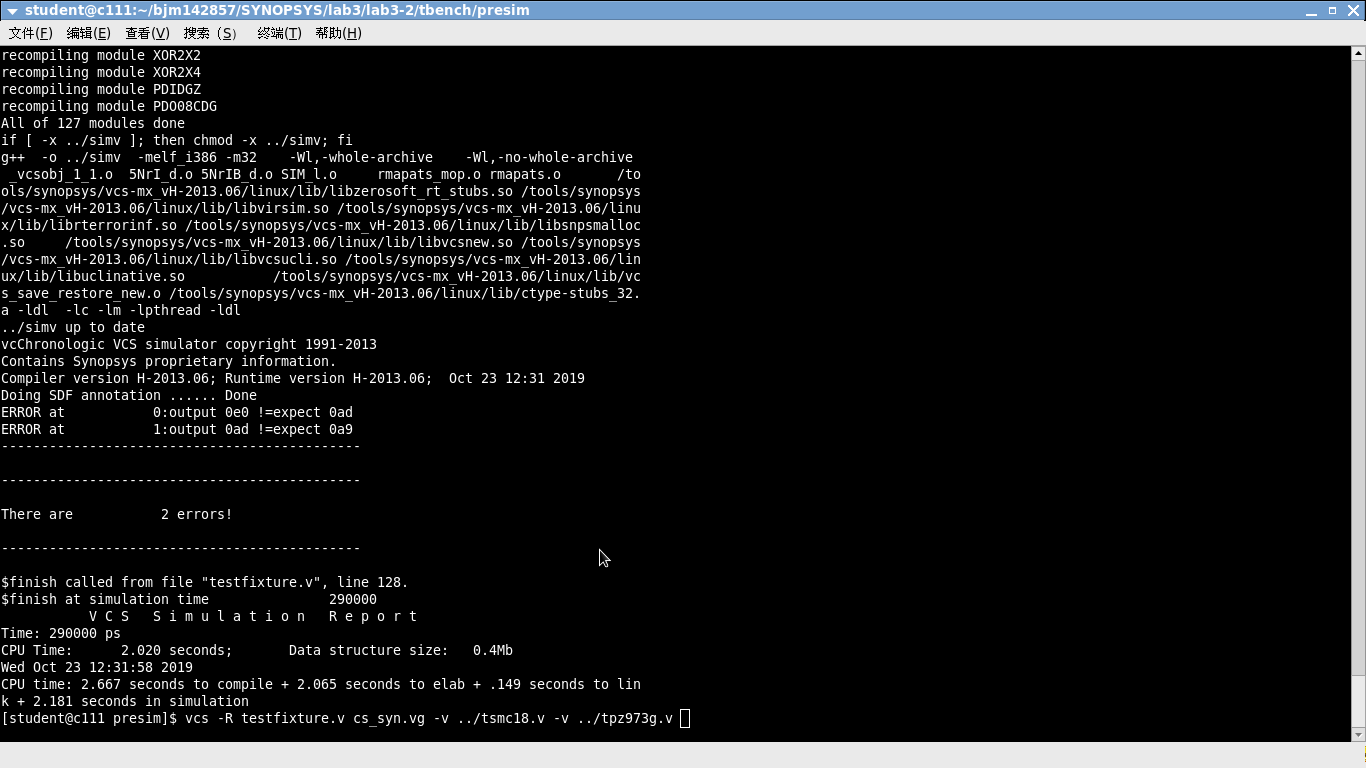 student@c111:~/bjm142857/SYNOPSYS/lab3/lab3-2/tbench/presim
文件(F) 编辑(E) 查看(V) 搜索 (S) 终端(T) 帮助(H)
recompiling module XOR2X2
recompiling module XOR2X4
recompiling module PDIDGZ
recompiling module PDO08CDG
All of 127 modules done
if [ -x ../simv ]; then chmod -x ../simv; fi
g++  -o ../simv  -melf_i386 -m32    -Wl,-whole-archive    -Wl,-no-whole-archive
 _vcsobj_1_1.o  5NrI_d.o 5NrIB_d.o SIM_l.o     rmapats_mop.o rmapats.o       /to
ols/synopsys/vcs-mx_vH-2013.06/linux/lib/libzerosoft_rt_stubs.so /tools/synopsys
/vcs-mx_vH-2013.06/linux/lib/libvirsim.so /tools/synopsys/vcs-mx_vH-2013.06/linu
x/lib/librterrorinf.so /tools/synopsys/vcs-mx_vH-2013.06/linux/lib/libsnpsmalloc
.so     /tools/synopsys/vcs-mx_vH-2013.06/linux/lib/libvcsnew.so /tools/synopsys
/vcs-mx_vH-2013.06/linux/lib/libvcsucli.so /tools/synopsys/vcs-mx_vH-2013.06/lin
ux/lib/libuclinative.so           /tools/synopsys/vcs-mx_vH-2013.06/linux/lib/vc
s_save_restore_new.o /tools/synopsys/vcs-mx_vH-2013.06/linux/lib/ctype-stubs_32.
a -ldl  -lc -lm -lpthread -ldl
../simv up to date
vcChronologic VCS simulator copyright 1991-2013
Contains Synopsys proprietary information.
Compiler version H-2013.06; Runtime version H-2013.06;  Oct 23 12:31 2019
Doing SDF annotation ...... Done
ERROR at           0:output 0e0 !=expect 0ad
ERROR at           1:output 0ad !=expect 0a9
---------------------------------------------
---------------------------------------------
There are           2 errors!
---------------------------------------------
$finish called from file "testfixture.v", line 128.
$finish at simulation time               290000
           V C S   S i m u l a t i o n   R e p o r t
Time: 290000 ps
CPU Time:      2.020 seconds;       Data structure size:   0.4Mb
Wed Oct 23 12:31:58 2019
CPU time: 2.667 seconds to compile + 2.065 seconds to elab + .149 seconds to lin
k + 2.181 seconds in simulation
[student@c111 presim]$ vcs -R testfixture.v cs_syn.vg -v ../tsmc18.v -v ../tpz973g.v